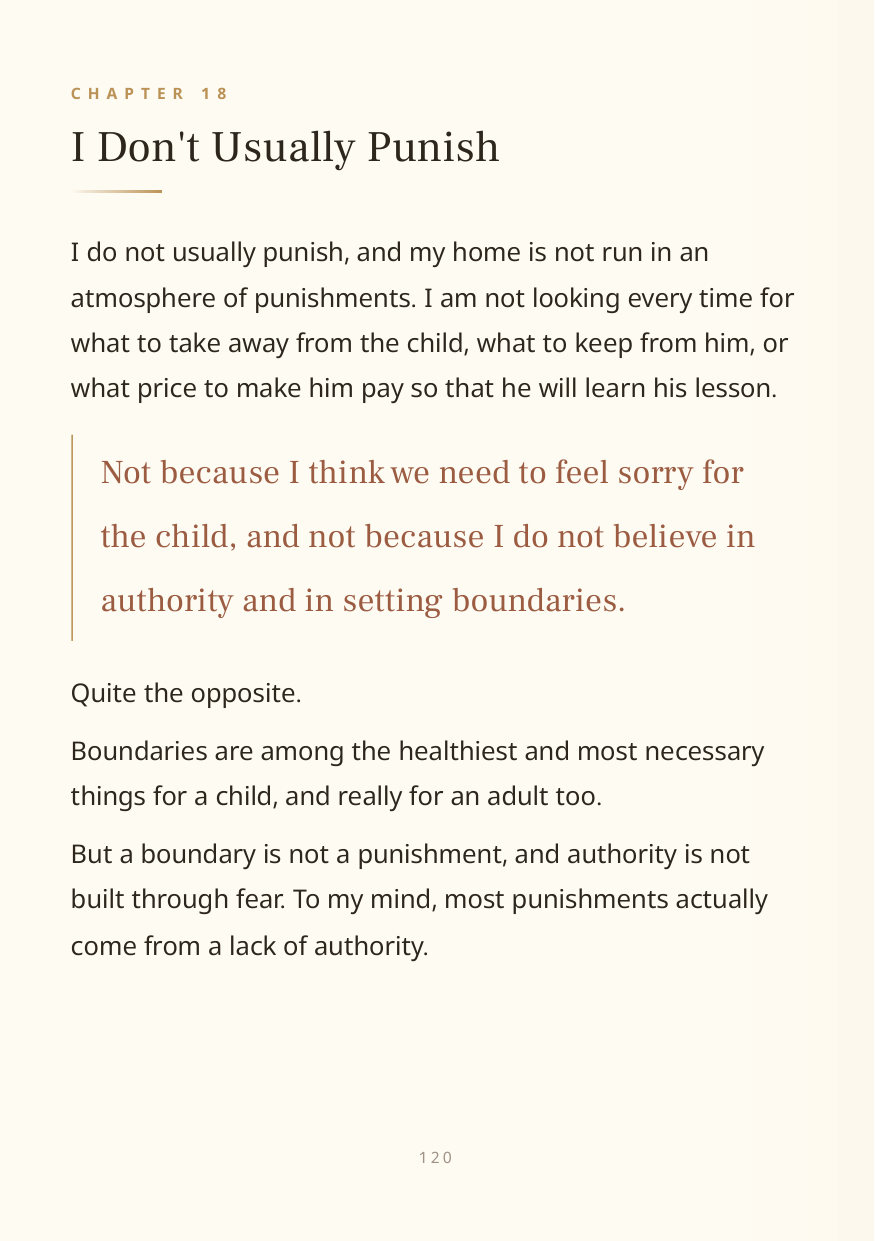 CHAPTER 18
I Don't Usually Punish
I do not usually punish, and my home is not run in an
atmosphere of punishments. I am not looking every time for
what to take away from the child, what to keep from him, or
what price to make him pay so that he will learn his lesson.
Not because I think we need to feel sorry for
the child, and not because I do not believe in
authority and in setting boundaries.
Quite the opposite.
Boundaries are among the healthiest and most necessary
things for a child, and really for an adult too.
But a boundary is not a punishment, and authority is not
built through fear. To my mind, most punishments actually
come from a lack of authority.
120